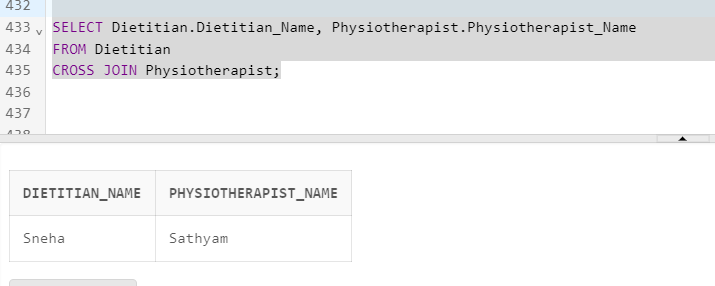 432
433 SELECT Dietitian.Dietitian_Name, Physiotherapist.Physiotherapist_Name
434 FROM Dietitian
435 CROSS JOIN Physiotherapist;
436
437
438
DIETITIAN_NAME PHYSIOTHERAPIST_NAME
Sneha Sathyam